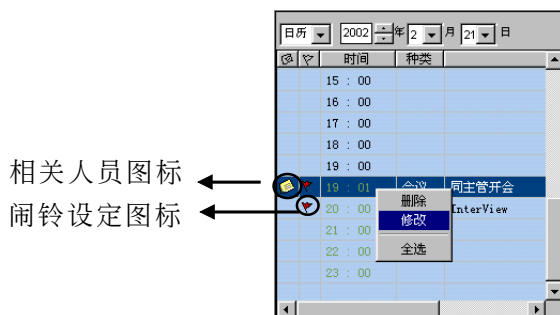 日历 2002 年 2 月 21 日
时间 种类
15 : 00
16 : 00
17 : 00
18 : 00
19 : 00
相关人员图标
19 : 01 会议 同主管开会
删除
闹铃设定图标
20 : 00 InterView
修改
21 : 00
22 : 00 全选
23 : 00